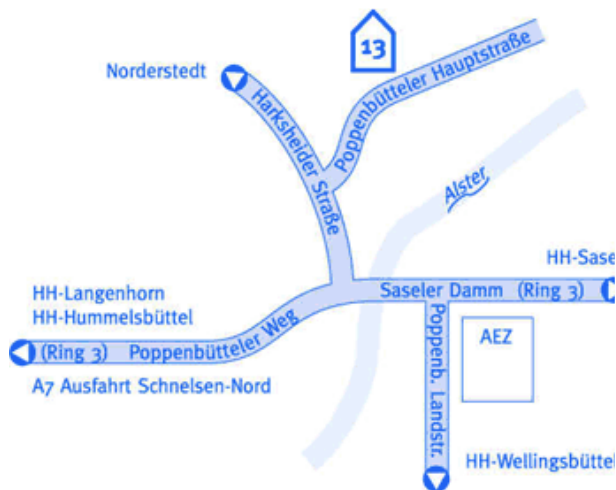 13
Norderstedt
Poppenbütteler Hauptstraße
Harksheider Straße
Alster
HH-Sase
HH-Langenhorn
HH-Hummelsbüttel
Saseler Damm (Ring 3)
(Ring 3) Poppenbütteler Weg
A7 Ausfahrt Schnelsen-Nord
Poppenb. Landstr.
AEZ
HH-Wellingsbüttel